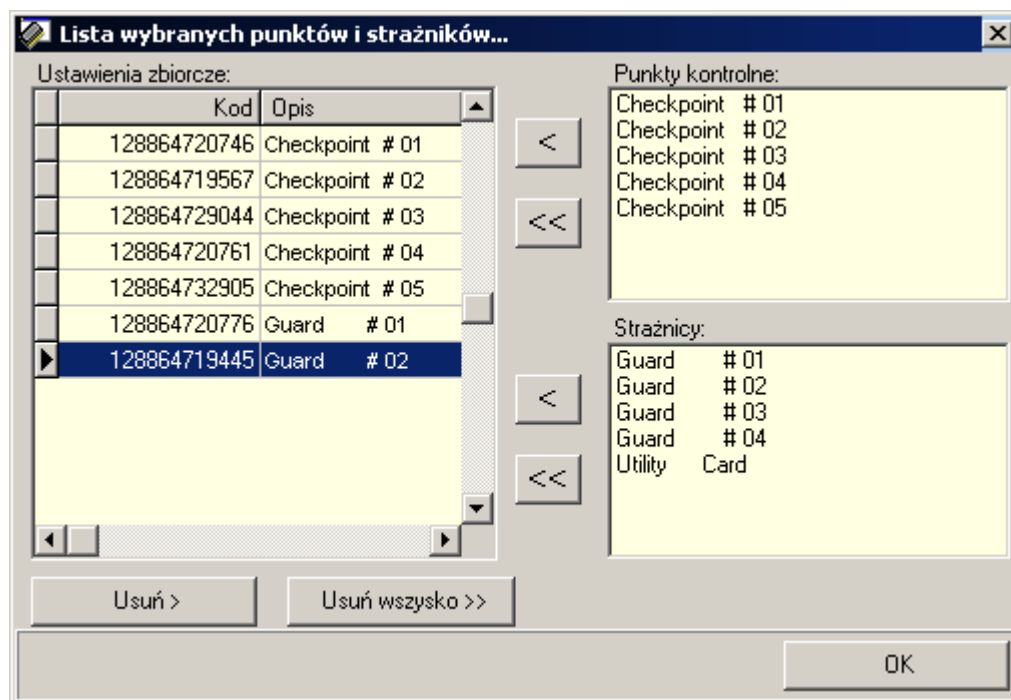 Lista wybranych punktów i strażników...
Ustawienia zbiorcze:
Kod Opis
128864720746 Checkpoint # 01
128864719567 Checkpoint # 02
128864729044 Checkpoint # 03
128864720761 Checkpoint # 04
128864732905 Checkpoint # 05
128864720776 Guard # 01
128864719445 Guard # 02
<
<<
<
<<
Punkty kontrolne:
Checkpoint # 01
Checkpoint # 02
Checkpoint # 03
Checkpoint # 04
Checkpoint # 05
Strażnicy:
Guard # 01
Guard # 02
Guard # 03
Guard # 04
Utility Card
Usuń >
Usuń wszysko >>
OK